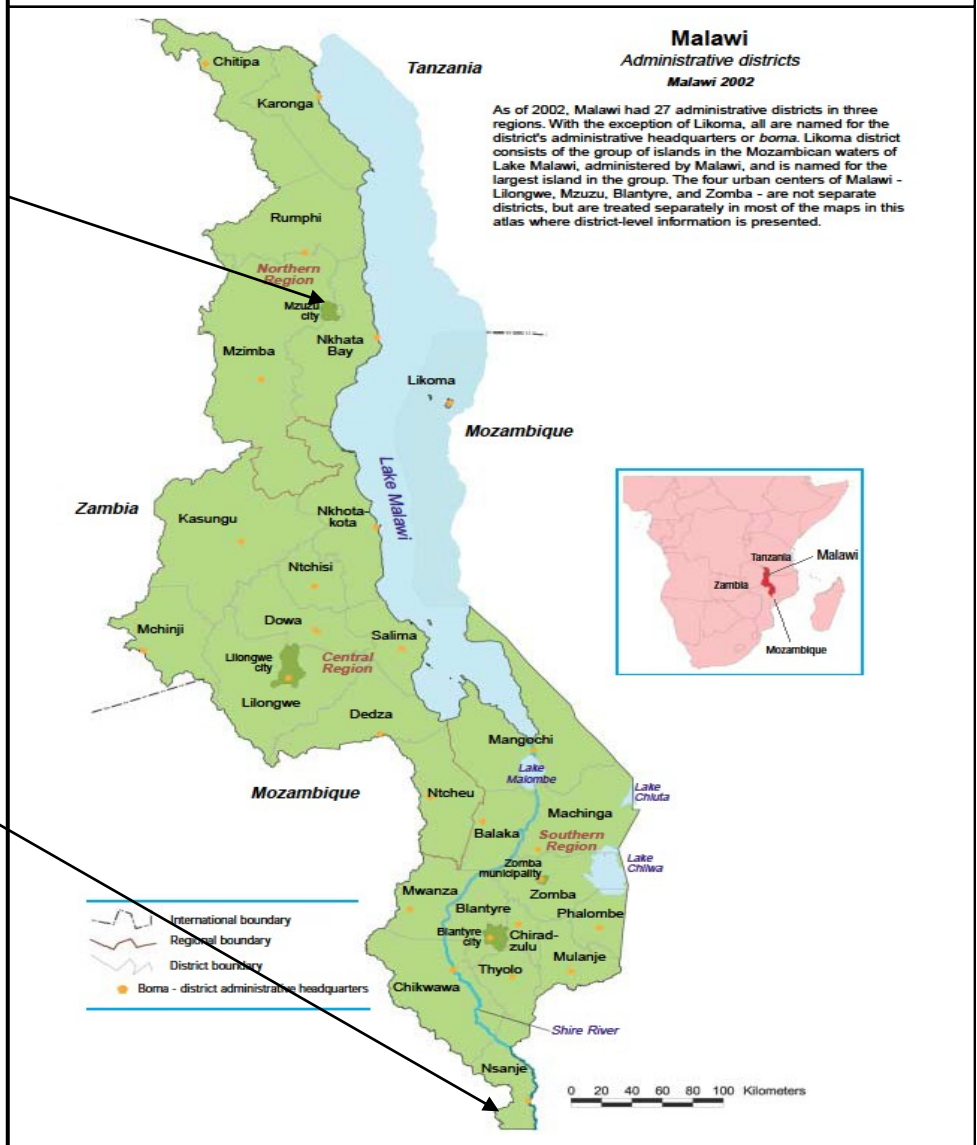 Malawi
Administrative districts
Malawi 2002
As of 2002, Malawi had 27 administrative districts in three
regions. With the exception of Likoma, all are named for the
district's administrative headquarters or boma. Likoma district
consists of the group of islands in the Mozambican waters of
Lake Malawi, administered by Malawi, and is named for the
largest island in the group. The four urban centers of Malawi -
Lilongwe, Mzuzu, Blantyre, and Zomba - are not separate
districts, but are treated separately in most of the maps in this
atlas where district-level information is presented.
Chitipa
Tanzania
Karonga
Rumphi
Northern
Region
Mzuzu
city
Nkhata
Bay
Mzimba
Likoma
Mozambique
Lake Malawi
Zambia
Kasungu
Nkhota-
kota
Ntchisi
Dowa
Mchinji
Salima
Lilongwe
city
Central
Region
Lilongwe
Dedza
Tanzania
Malawi
Zambia
Mozambique
Mangochi
Lake
Malombe
Mozambique
Ntcheu
Lake
Chiuta
Machinga
Balaka
Southern
Region
Lake
Chilwa
Zomba
municipality
Zomba
Mwanza
Blantyre
Phalombe
Blantyre
city
Chirad-
zulu
Mulanje
Thyolo
Chikwawa
Shire River
Nsanje
International boundary
Regional boundary
District boundary
Boma - district administrative headquarters
0 20 40 60 80 100 Kilometers